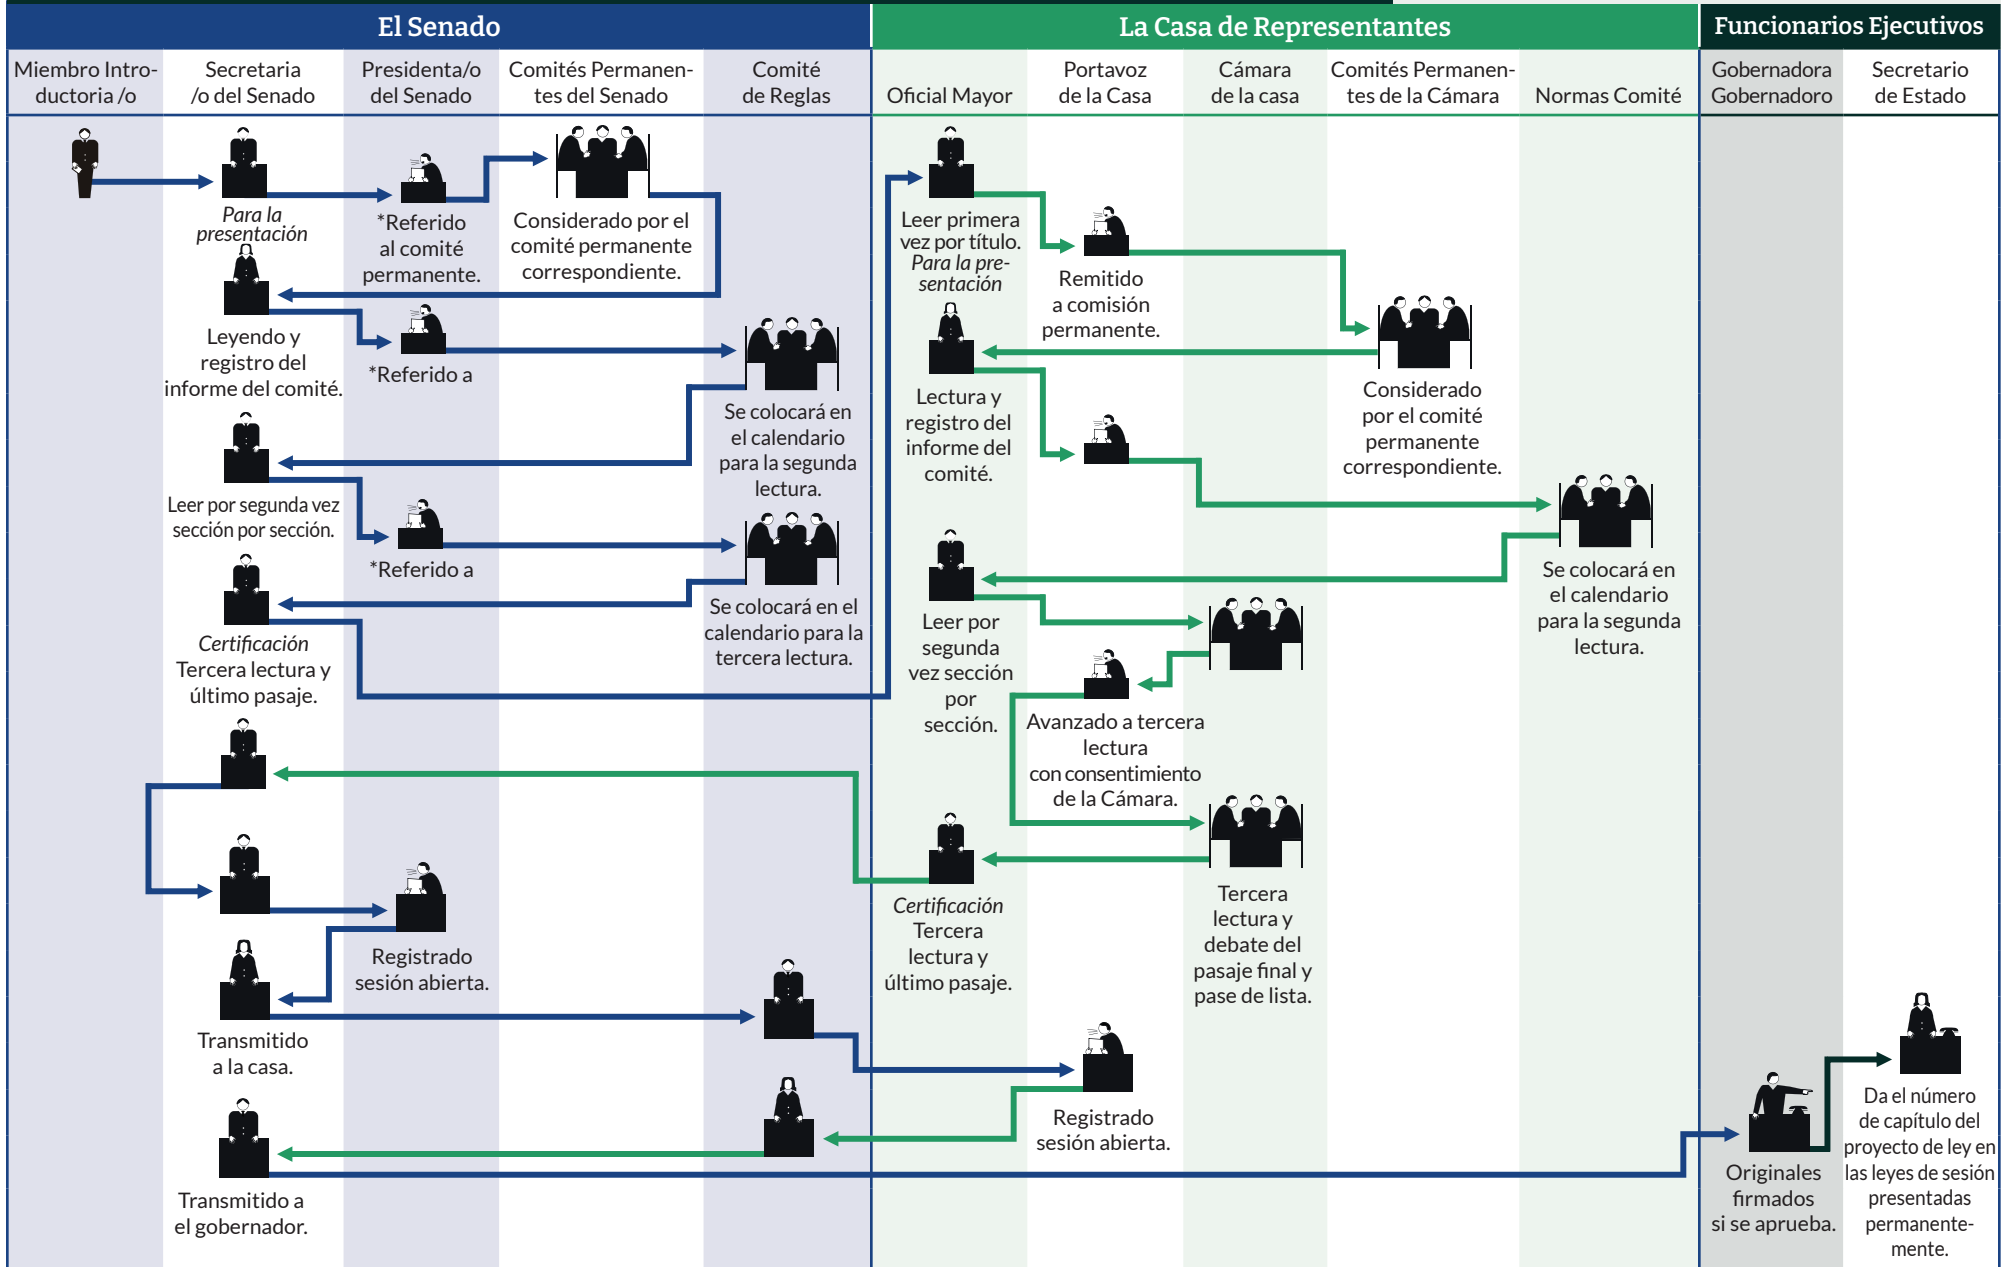 El Senado
La Casa de Representantes
Funcionarios Ejecutivos
Miembro Intro-
ductoria /o
Secretaria
/o del Senado
Presidenta/o
del Senado
Comités Permanen-
tes del Senado
Comité
de Reglas
Oficial Mayor
Portavoz
de la Casa
Cámara
de la casa
Comités Permanen-
tes de la Cámara
Normas Comité
Gobernadora
Gobernadoro
Secretario
de Estado
Para la
presentación
*Referido
al comité
permanente.
Considerado por el
comité permanente
correspondiente.
Leyendo y
registro del
informe del comité.
*Referido a
Se colocará en
el calendario
para la segunda
lectura.
Leer por segunda vez
sección por sección.
*Referido a
Se colocará en el
calendario para la
tercera lectura.
Certificación
Tercera lectura y
último pasaje.
Leer primera
vez por título.
Para la pre-
sentación
Remitido
a comisión
permanente.
Considerado
por el comité
permanente
correspondiente.
Lectura y
registro del
informe del
comité.
Se colocará en
el calendario
para la segunda
lectura.
Leer por
segunda
vez sección
por
sección.
Avanzado a tercera
lectura
con consentimiento
de la Cámara.
Tercera
lectura y
debate del
pasaje final y
pase de lista.
Certificación
Tercera
lectura y
último pasaje.
Registrado
sesión abierta.
Transmitido
a la casa.
Registrado
sesión abierta.
Transmitido a
el gobernador.
Originales
firmados
si se aprueba.
Da el número
de capítulo del
proyecto de ley en
las leyes de sesión
presentadas
permanente-
mente.